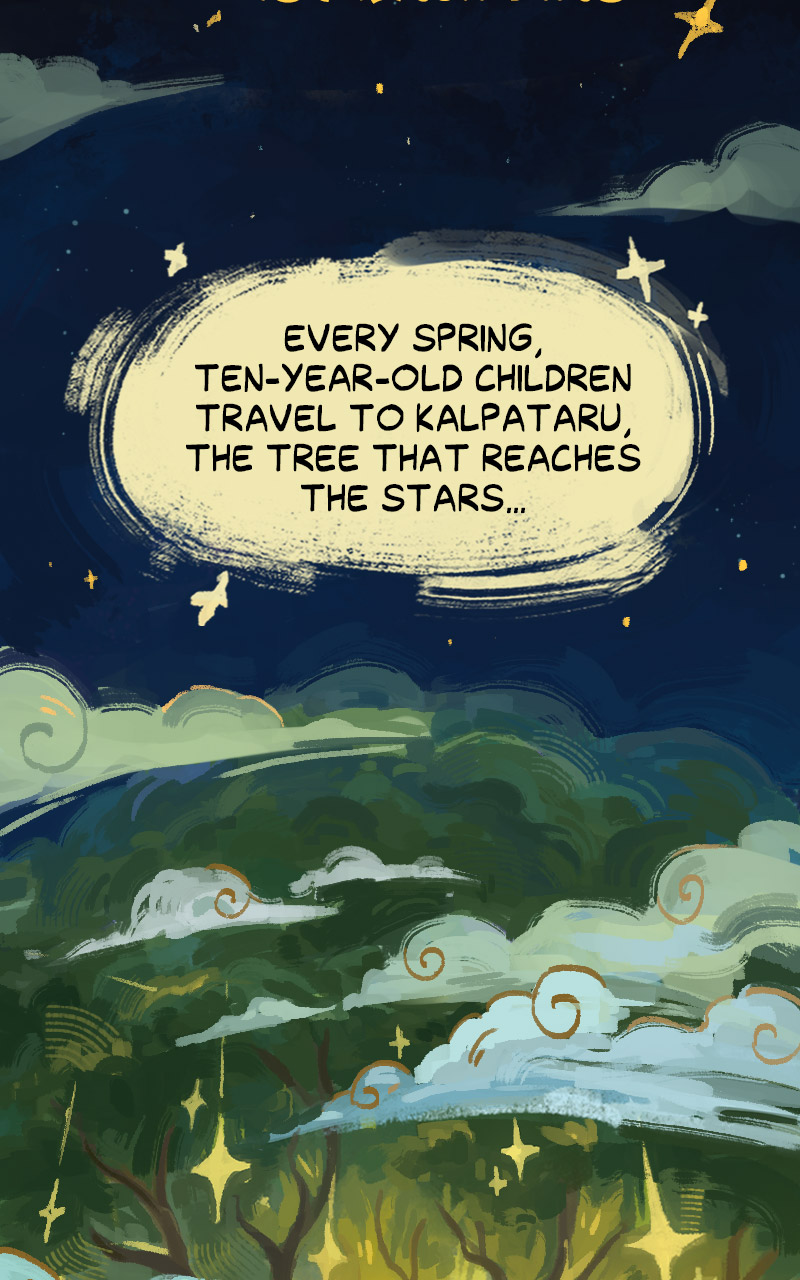 EVERY SPRING,
TEN-YEAR-OLD CHILDREN
TRAVEL TO KALPATARU,
THE TREE THAT REACHES
THE STARS...